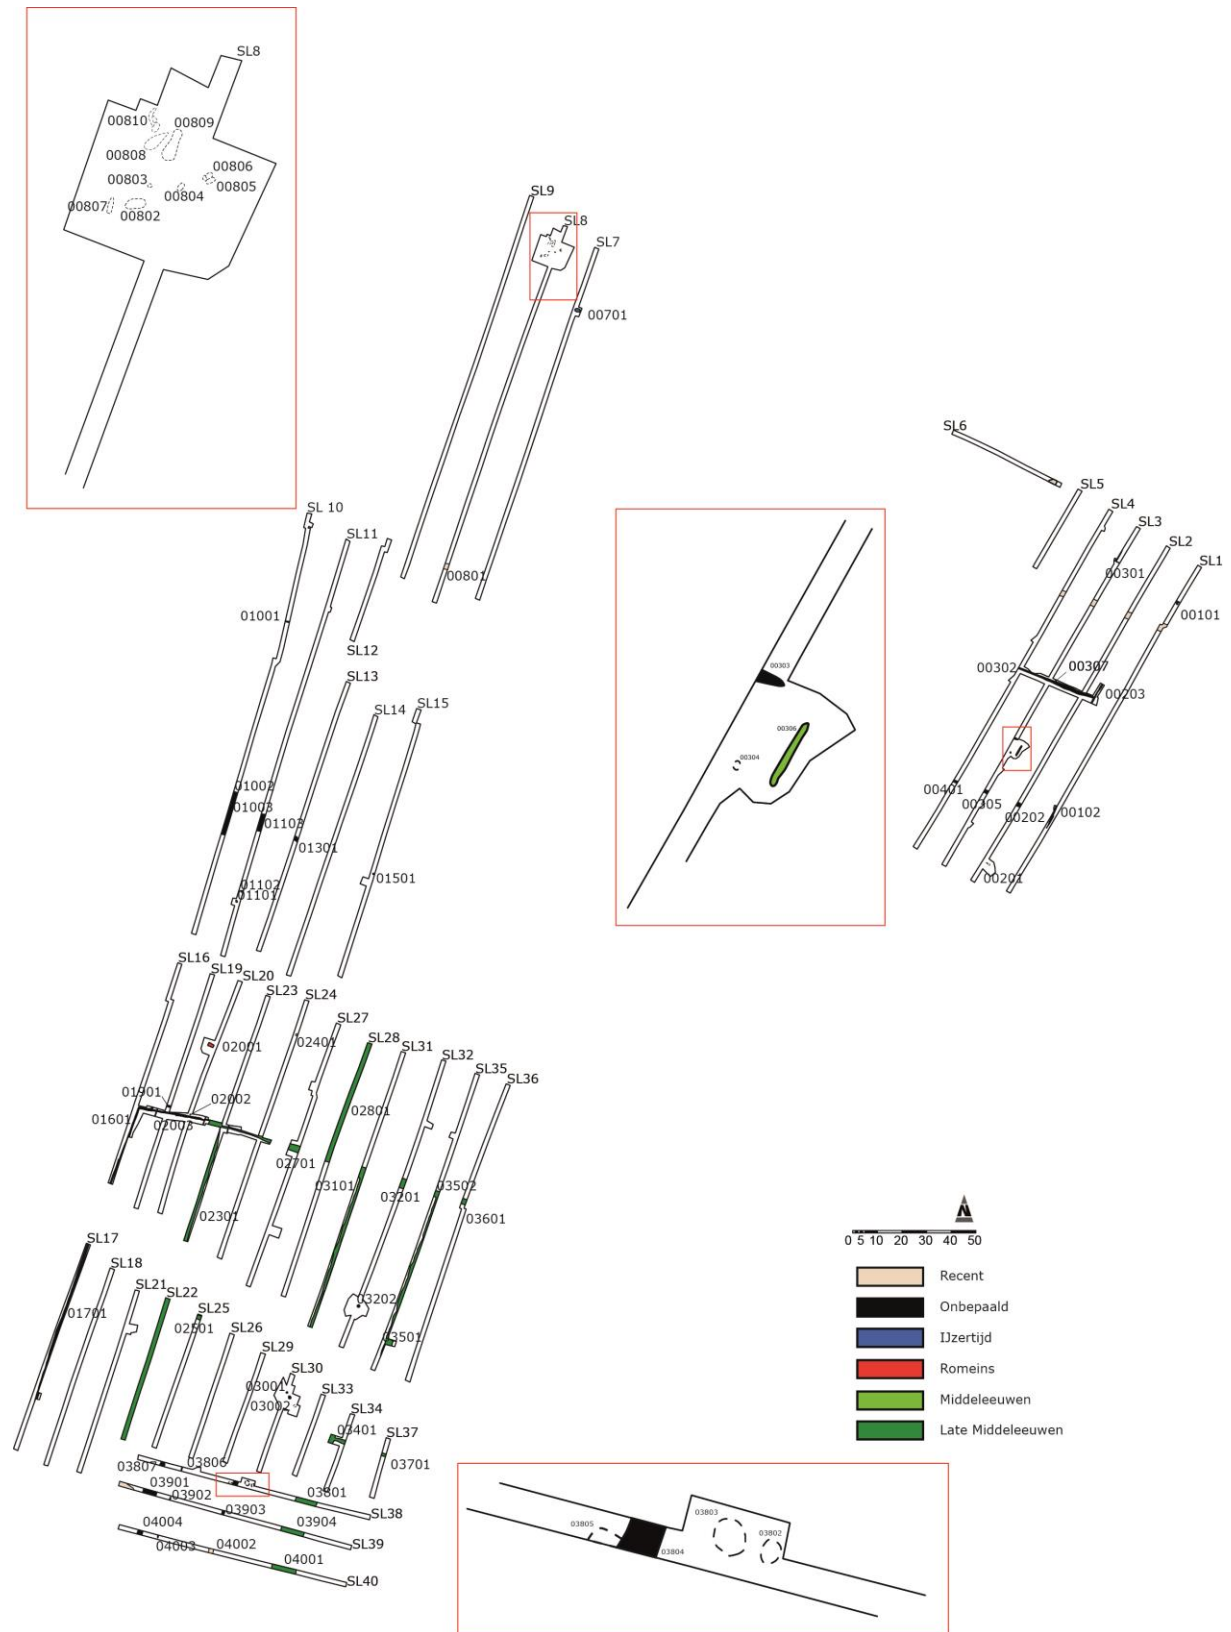 SL8
00810
00809
00808
00806
00803
00805
00804
00807
00802
SL9
SL8
SL7
00701
00801
SL6
SL5
SL4
SL3
SL2
SL1
00301
00101
00302
00307
00203
00401
00305
00202
00102
00201
00303
00306
00304
SL 10
SL11
01001
SL12
SL13
SL14
SL15
01002
01003
01103
01301
01102
01101
01501
SL16
SL19
SL20
SL23
SL24
SL27
SL28
SL31
SL32
SL35
SL36
02001
02401
01901
02002
01601
02003
02801
02701
03101
03201
03502
03601
02301
03202
03501
SL17
SL18
SL21
SL22
SL25
02501
SL26
SL29
SL30
01701
03001
03002
SL33
SL34
03401
SL37
03701
03807
03806
03801
SL38
03901
03902
03903
03904
SL39
04004
04003
04002
04001
SL40
N
0 5 10 20 30 40 50
Recent
Onbepaald
IJzertijd
Romeins
Middeleeuwen
Late Middeleeuwen
03803
03805
03802
03804